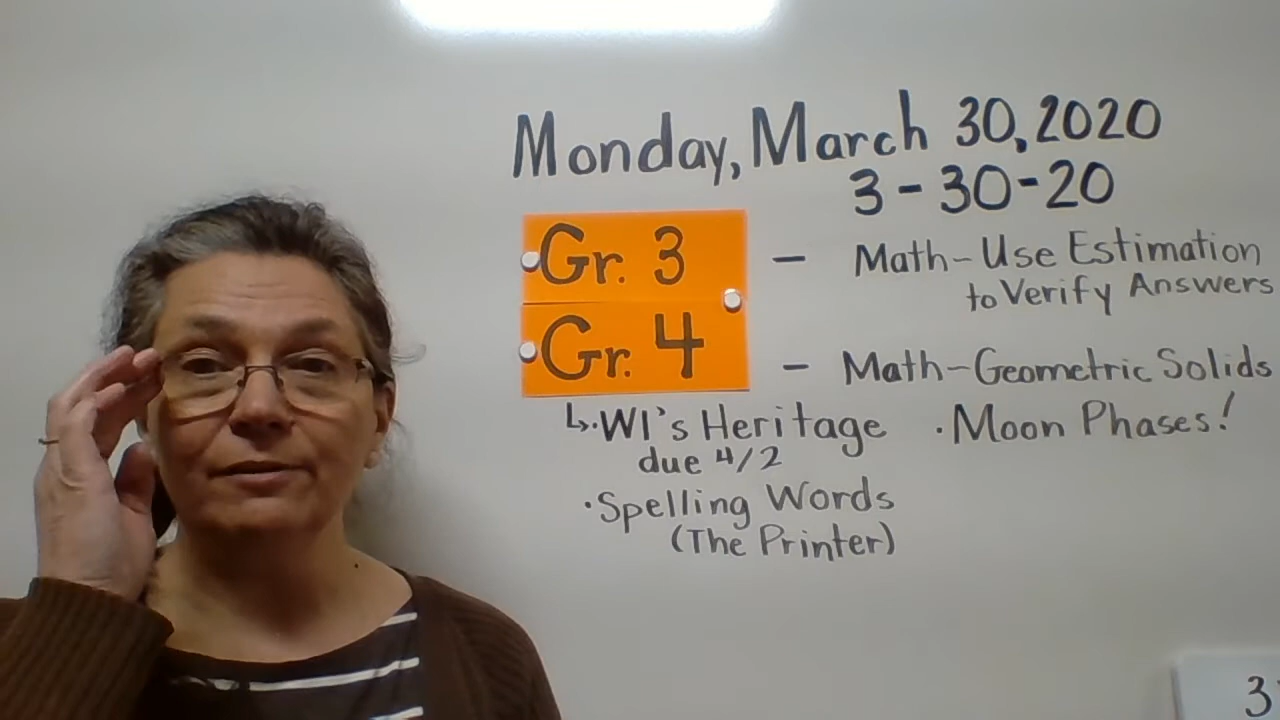 Monday, March 30, 2020
3-30-20
Gr. 3 - Math-Use Estimation
to Verify Answers
Gr. 4 - Math-Geometric Solids
↳·WI's Heritage ·Moon Phases!
due 4/2
·Spelling Words
(The Printer)
3